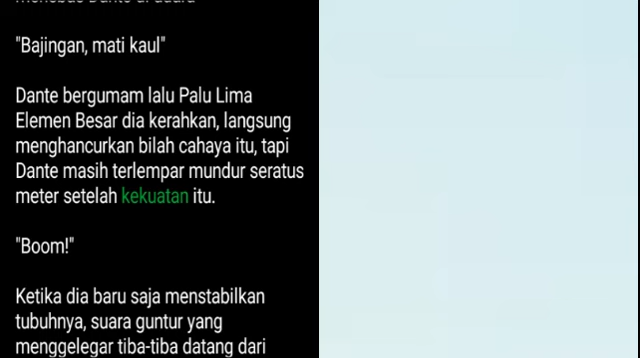 "Bajingan, mati kaul"
Dante bergumam lalu Palu Lima
Elemen Besar dia kerahkan, langsung
menghancurkan bilah cahaya itu, tapi
Dante masih terlempar mundur seratus
meter setelah kekuatan itu.
"Boom!"
Ketika dia baru saja menstabilkan
tubuhnya, suara guntur yang
menggelegar tiba-tiba datang dari